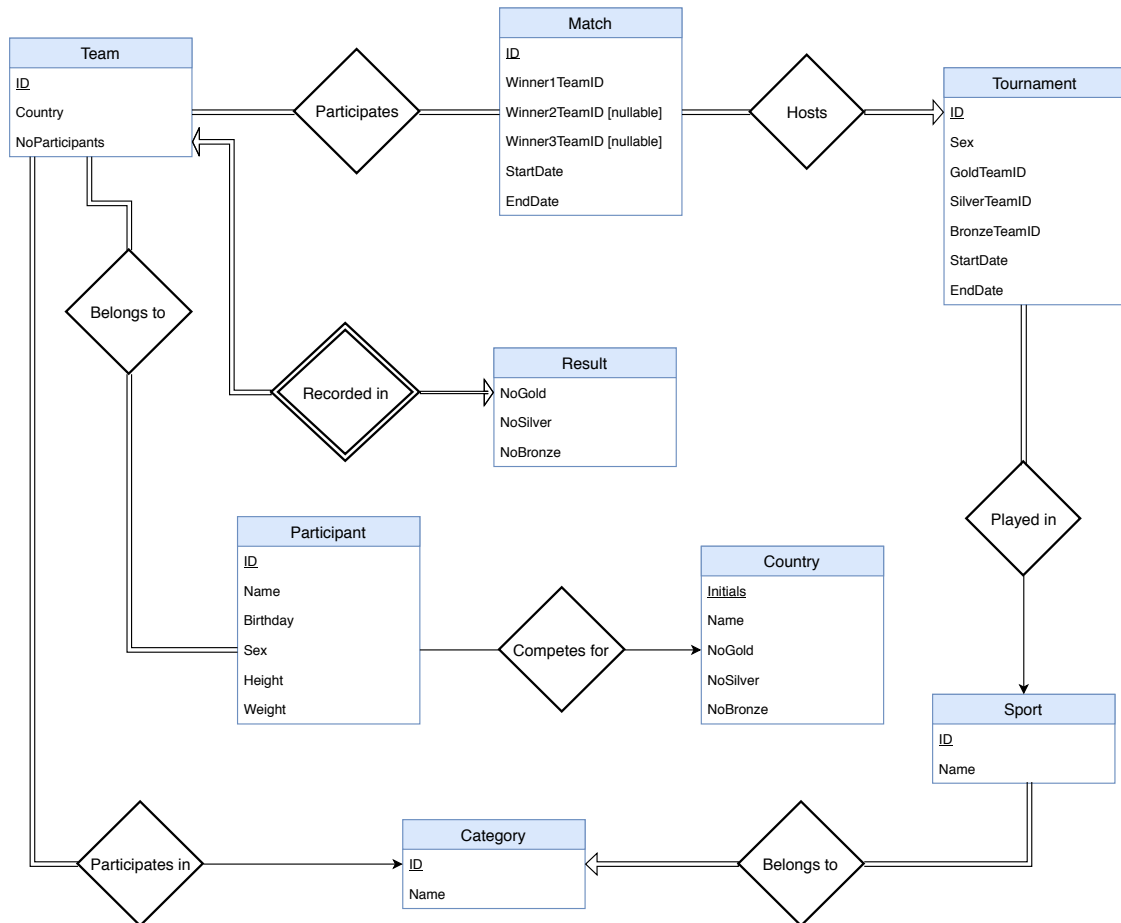 Team
ID
Country
NoParticipants
Participates
Match
ID
Winner1TeamID
Winner2TeamID [nullable]
Winner3TeamID [nullable]
StartDate
EndDate
Hosts
Tournament
ID
Sex
GoldTeamID
SilverTeamID
BronzeTeamID
StartDate
EndDate
Belongs to
Recorded in
Result
NoGold
NoSilver
NoBronze
Participant
ID
Name
Birthday
Sex
Height
Weight
Competes for
Country
Initials
Name
NoGold
NoSilver
NoBronze
Played in
Sport
ID
Name
Participates in
Category
ID
Name
Belongs to